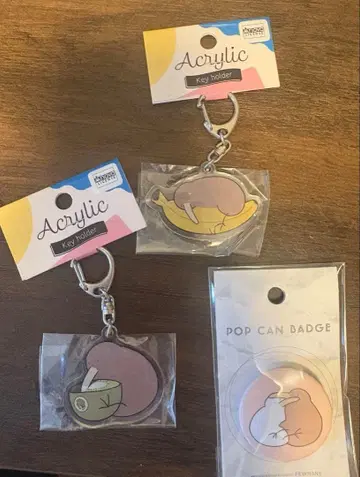 Acrylic
Key holder
Acrylic
Key holder
POP CAN BADGE